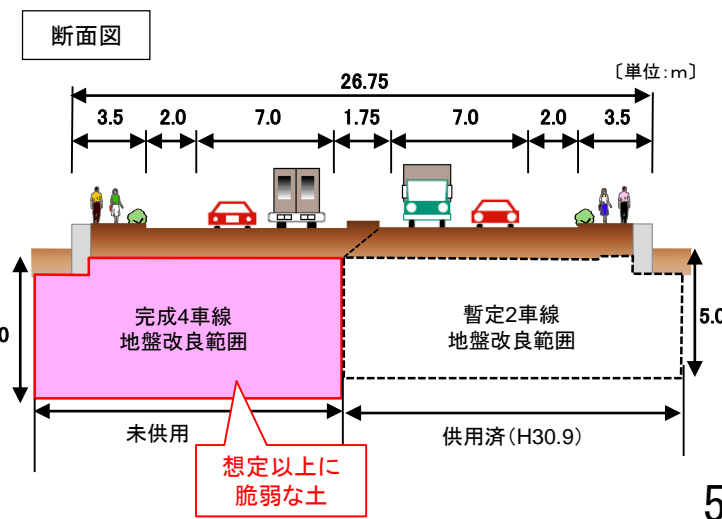 断面図
〔単位:m〕
26.75
3.5 2.0 7.0 1.75 7.0 2.0 3.5
完成4車線
地盤改良範囲
暫定2車線
地盤改良範囲
0
5.0
未供用
供用済(H30.9)
想定以上に
脆弱な土
5